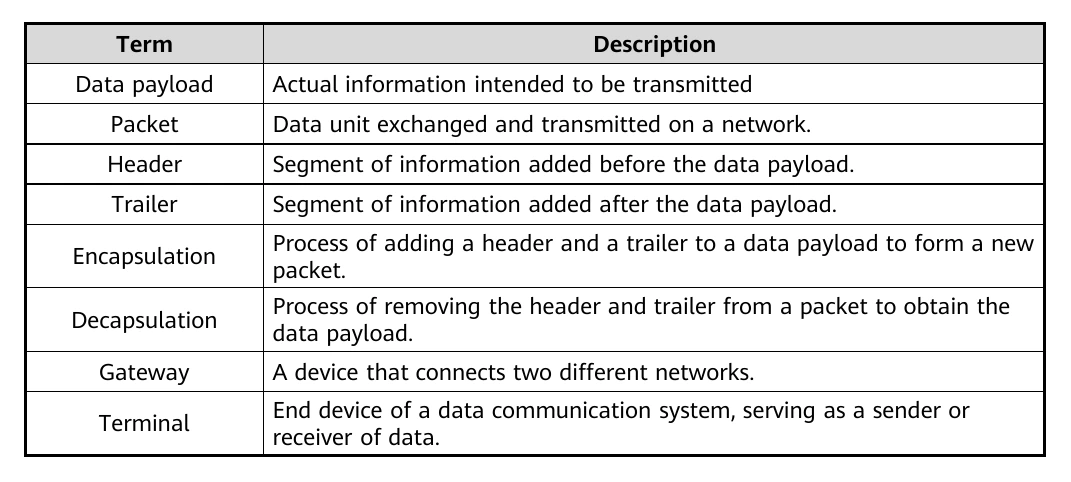 Term
Description
Data payload
Actual information intended to be transmitted
Packet
Data unit exchanged and transmitted on a network.
Header
Segment of information added before the data payload.
Trailer
Segment of information added after the data payload.
Encapsulation
Process of adding a header and a trailer to a data payload to form a new
packet.
Decapsulation
Process of removing the header and trailer from a packet to obtain the
data payload.
Gateway
A device that connects two different networks.
Terminal
End device of a data communication system, serving as a sender or
receiver of data.